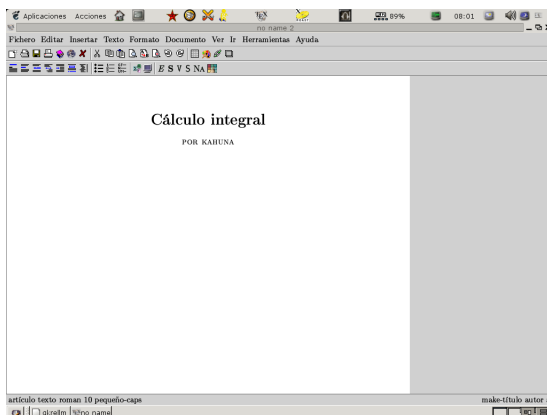 Aplicaciones Acciones TEX 89% 08:01
no name 2
Fichero Editar Insertar Texto Formato Documento Ver Ir Herramientas Ayuda
E S V S NA
Cálculo integral
POR KAHUNA
artículo texto roman 10 pequeño-caps make-título autor
gkrellm no name